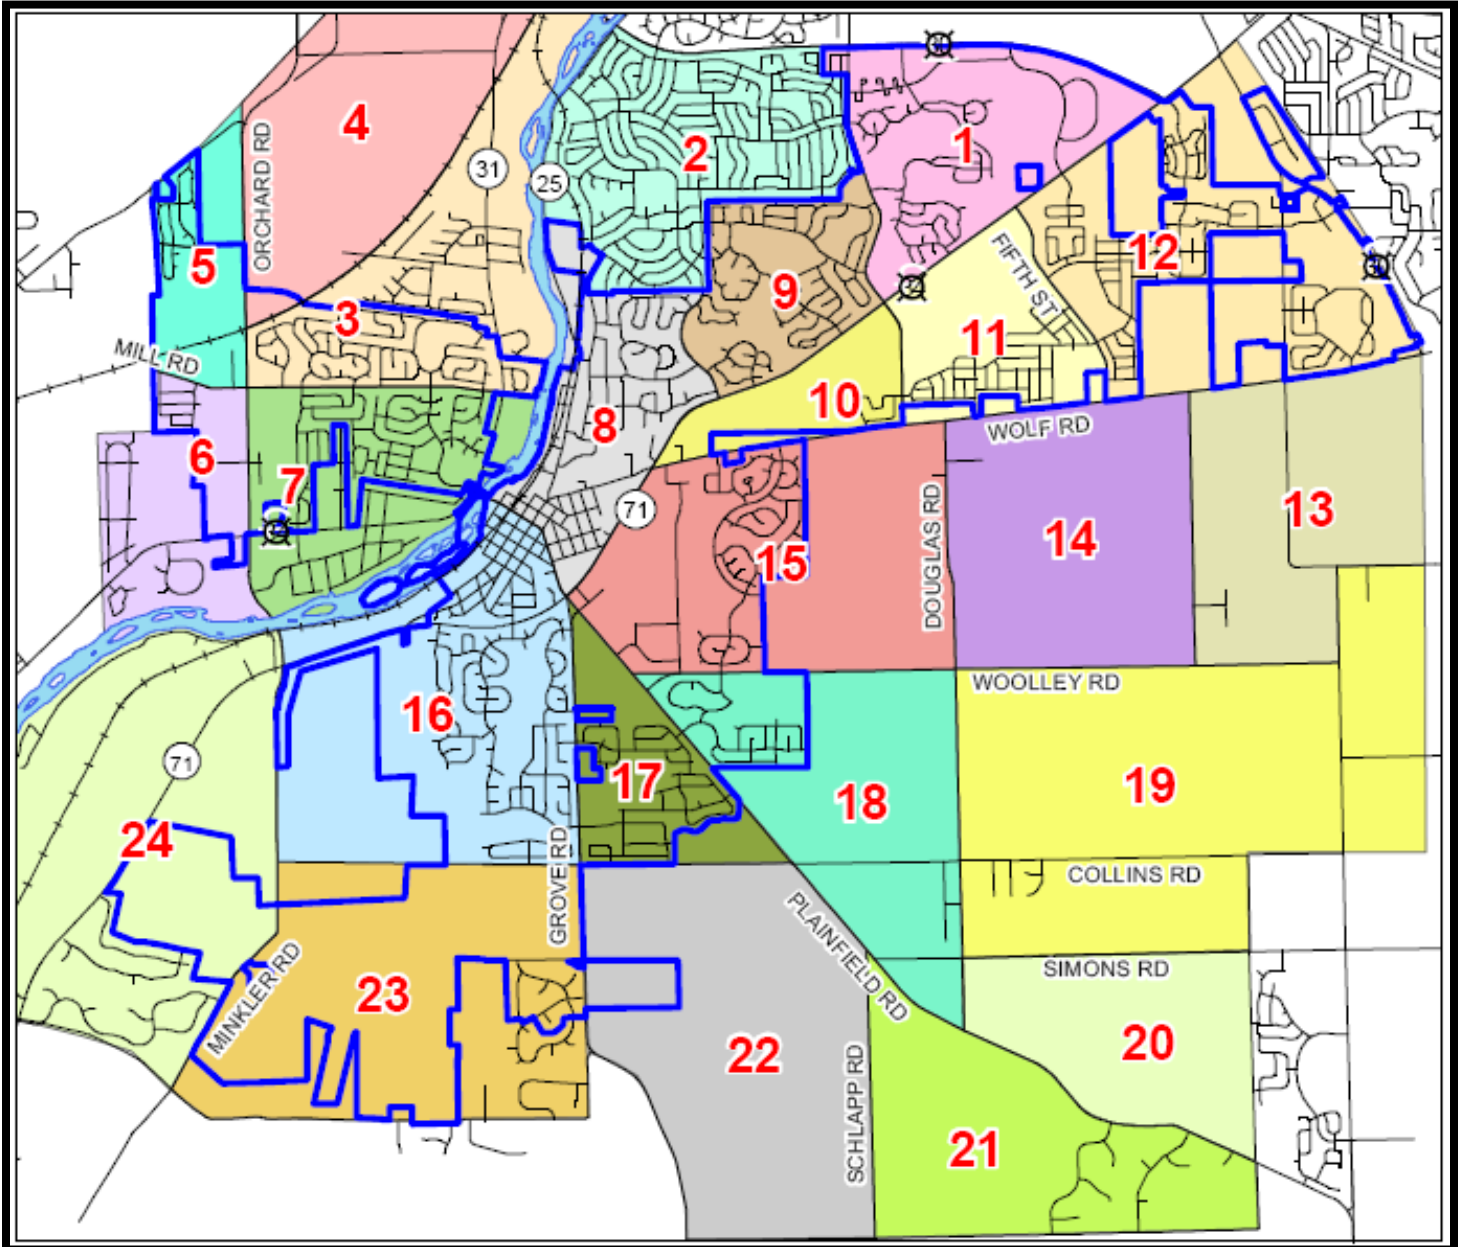 4
ORCHARD RD
31
25
2
1
5
3
9
FIFTH ST
12
11
MILL RD
10
8
WOLF RD
6
7
71
15
DOUGLAS RD
14
13
WOOLLEY RD
16
71
17
18
19
24
GROVE RD
COLLINS RD
PLAINFIELD RD
MINKLER RD
23
SIMONS RD
22
SCHLAPP RD
20
21